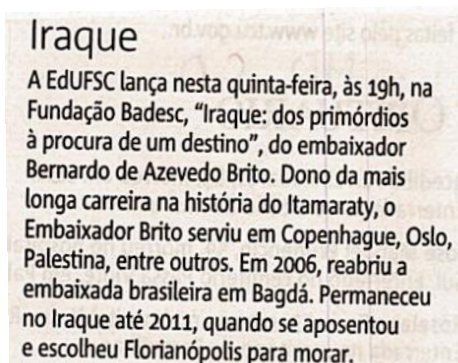 Iraque
A EdUFSC lança nesta quinta-feira, às 19h, na
Fundação Badesc, “Iraque: dos primórdios
à procura de um destino”, do embaixador
Bernardo de Azevedo Brito. Dono da mais
longa carreira na história do Itamaraty, o
Embaixador Brito serviu em Copenhague, Oslo,
Palestina, entre outros. Em 2006, reabriu a
embaixada brasileira em Bagdá. Permaneceu
no Iraque até 2011, quando se aposentou
e escolheu Florianópolis para morar.